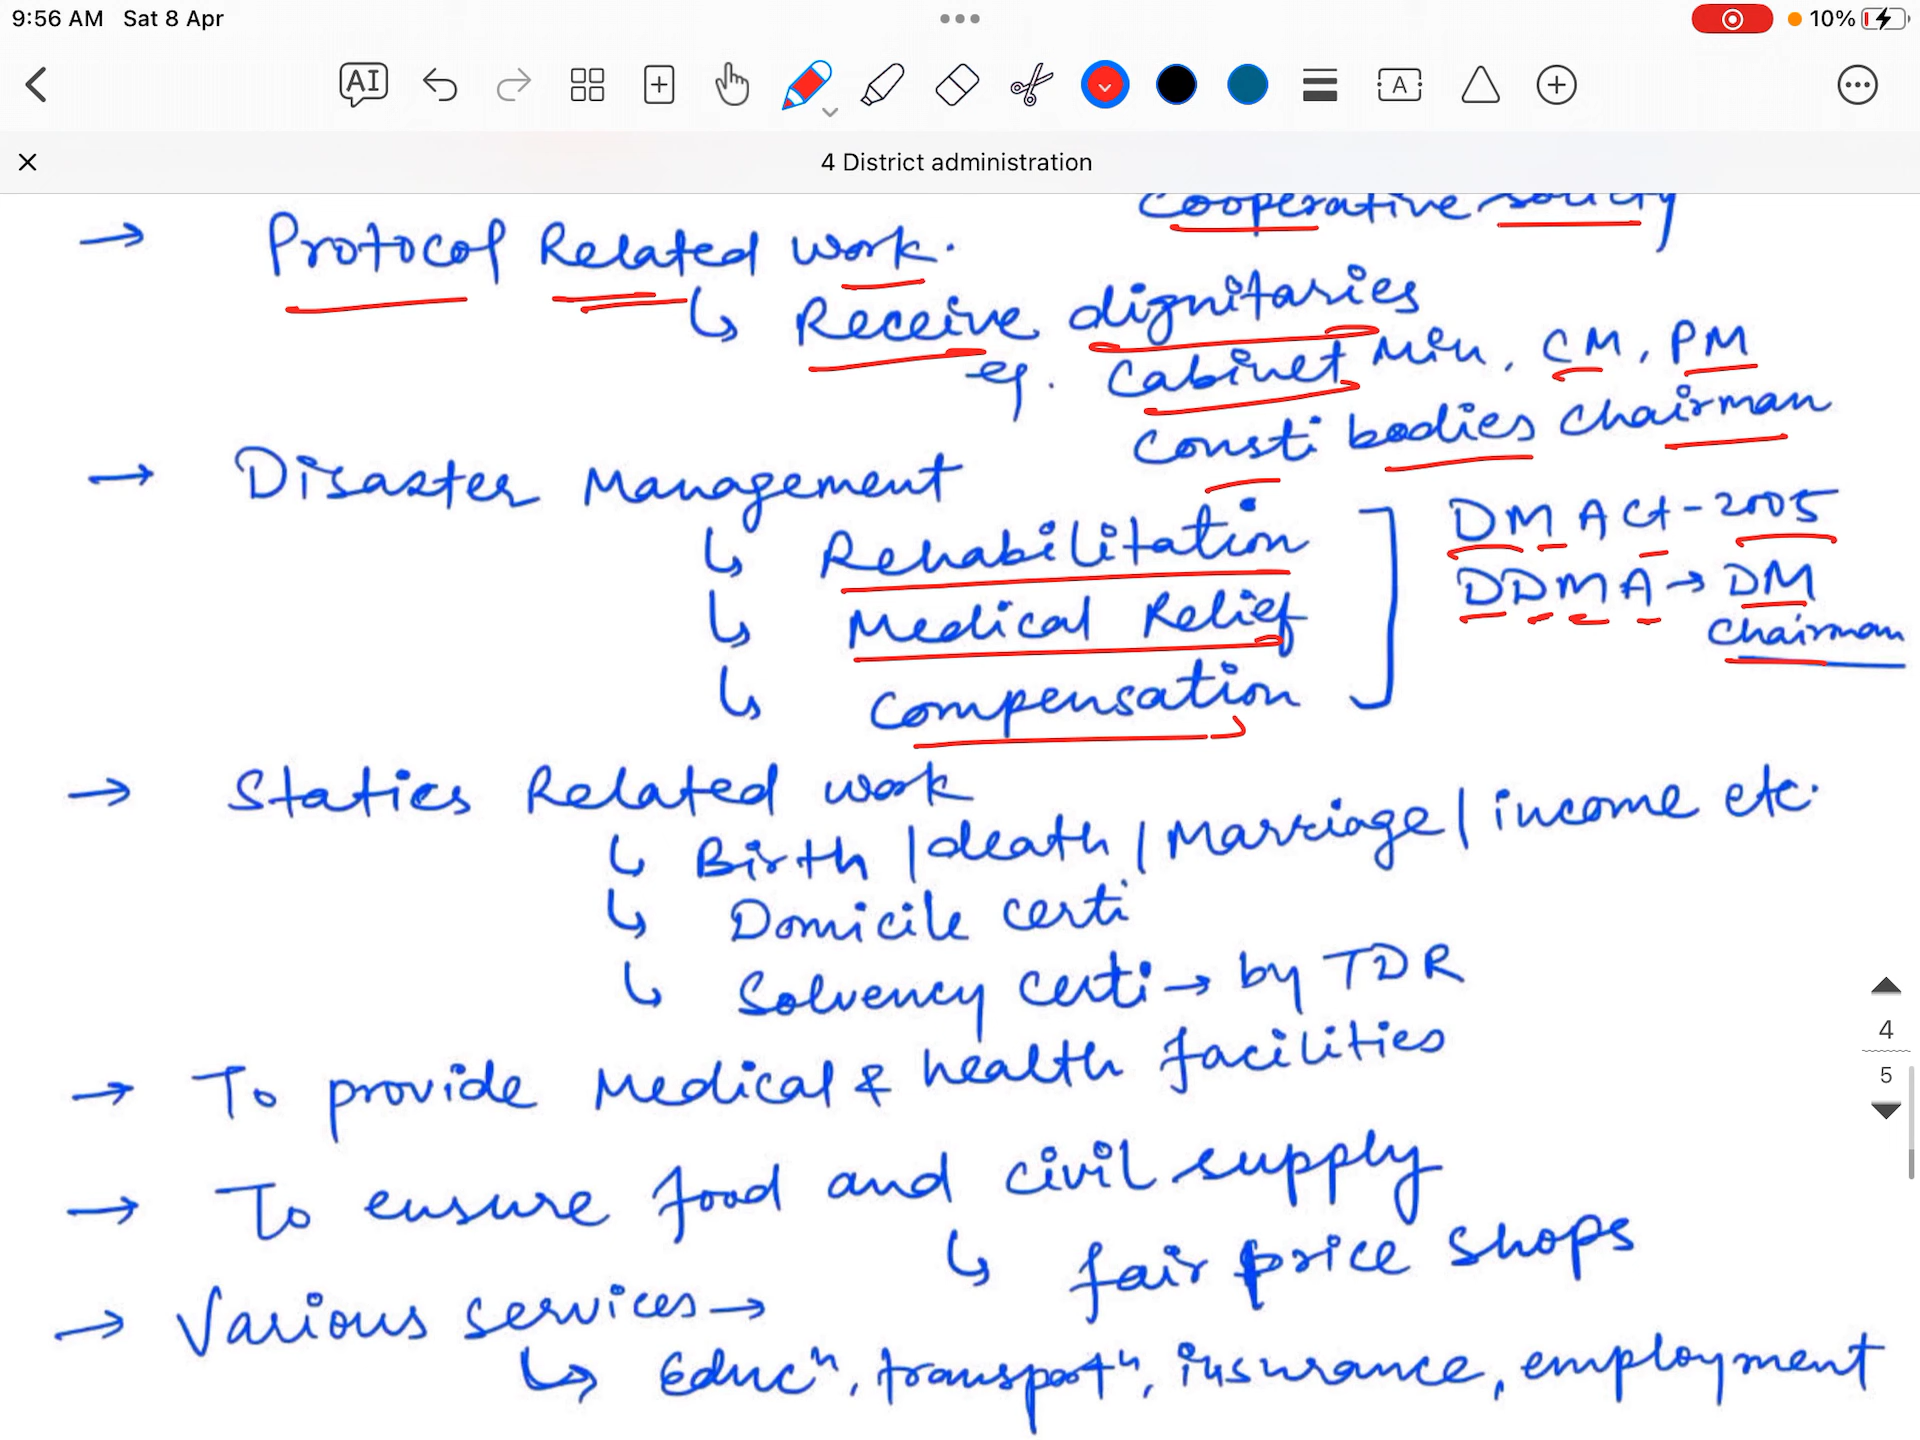 9:56 AM Sat 8 Apr
10%
AI
A
4 District administration
Cooperative society
→ Protocol Related work.
↳ Receive dignitaries
eg. Cabinet Min, CM, PM
Consti bodies Chairman
→ Disaster Management
↳ Rehabilitation
↳ Medical Relief
↳ Compensation
DM Act - 2005
DDMA → DM
Chairman
→ Statics Related work
↳ Birth / death / Marriage / income etc.
↳ Domicile certi
↳ Solvency certi → by TDR
→ To provide Medical & health facilities
→ To ensure food and civil supply
↳ fair price shops
→ Various services →
↳ Educⁿ, transportⁿ, insurance, employment
4
5